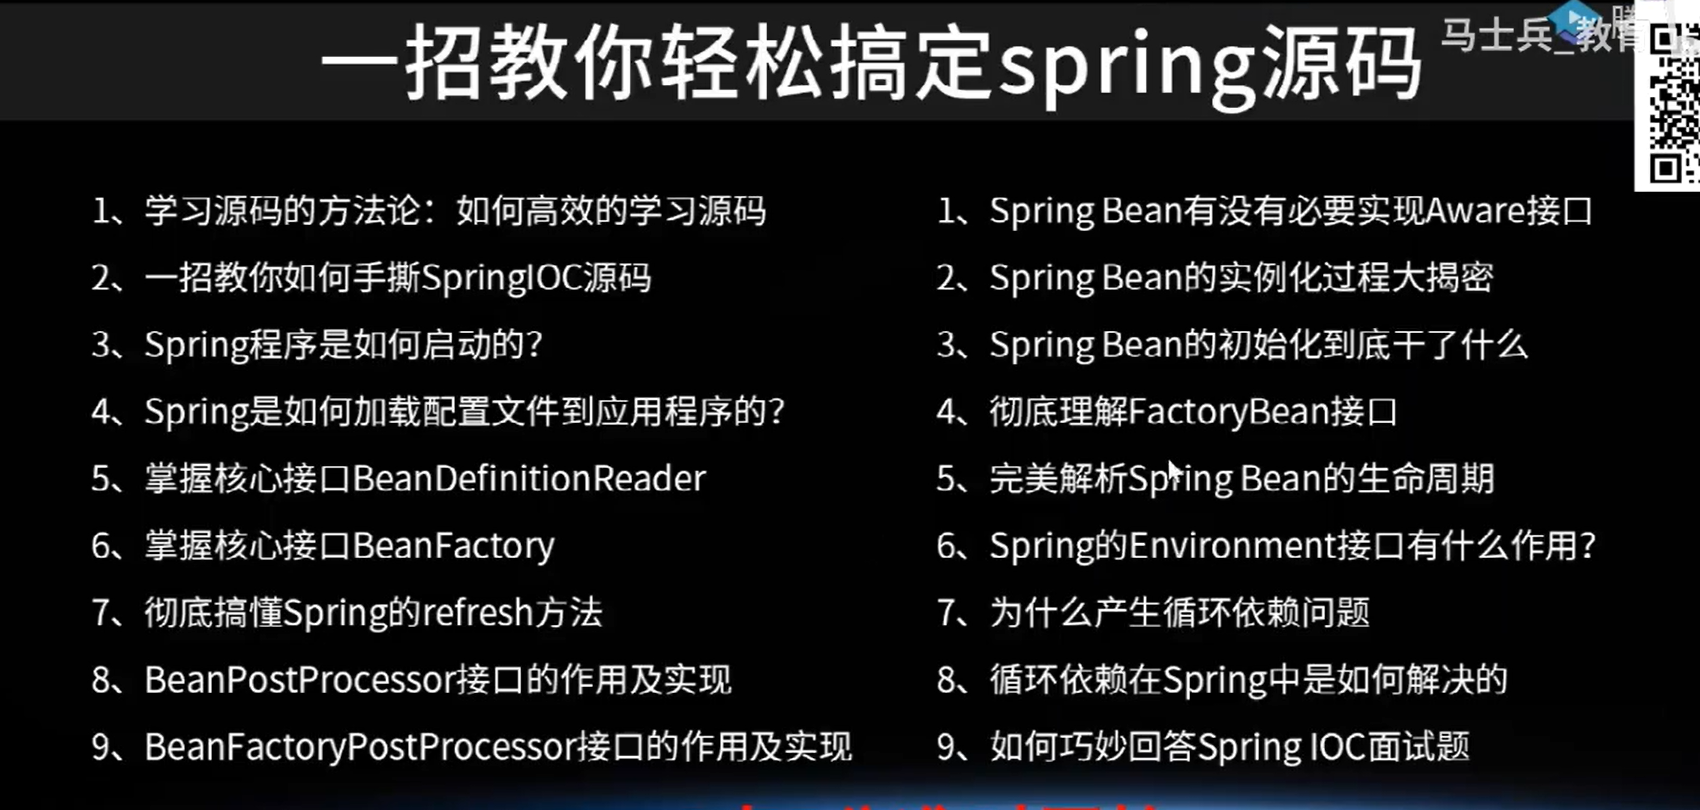 一招教你轻松搞定spring源码
马士兵_教育
1、学习源码的方法论：如何高效的学习源码
2、一招教你如何手撕SpringIOC源码
3、Spring程序是如何启动的？
4、Spring是如何加载配置文件到应用程序的？
5、掌握核心接口BeanDefinitionReader
6、掌握核心接口BeanFactory
7、彻底搞懂Spring的refresh方法
8、BeanPostProcessor接口的作用及实现
9、BeanFactoryPostProcessor接口的作用及实现
1、Spring Bean有没有必要实现Aware接口
2、Spring Bean的实例化过程大揭密
3、Spring Bean的初始化到底干了什么
4、彻底理解FactoryBean接口
5、完美解析Spring Bean的生命周期
6、Spring的Environment接口有什么作用？
7、为什么产生循环依赖问题
8、循环依赖在Spring中是如何解决的
9、如何巧妙回答Spring IOC面试题